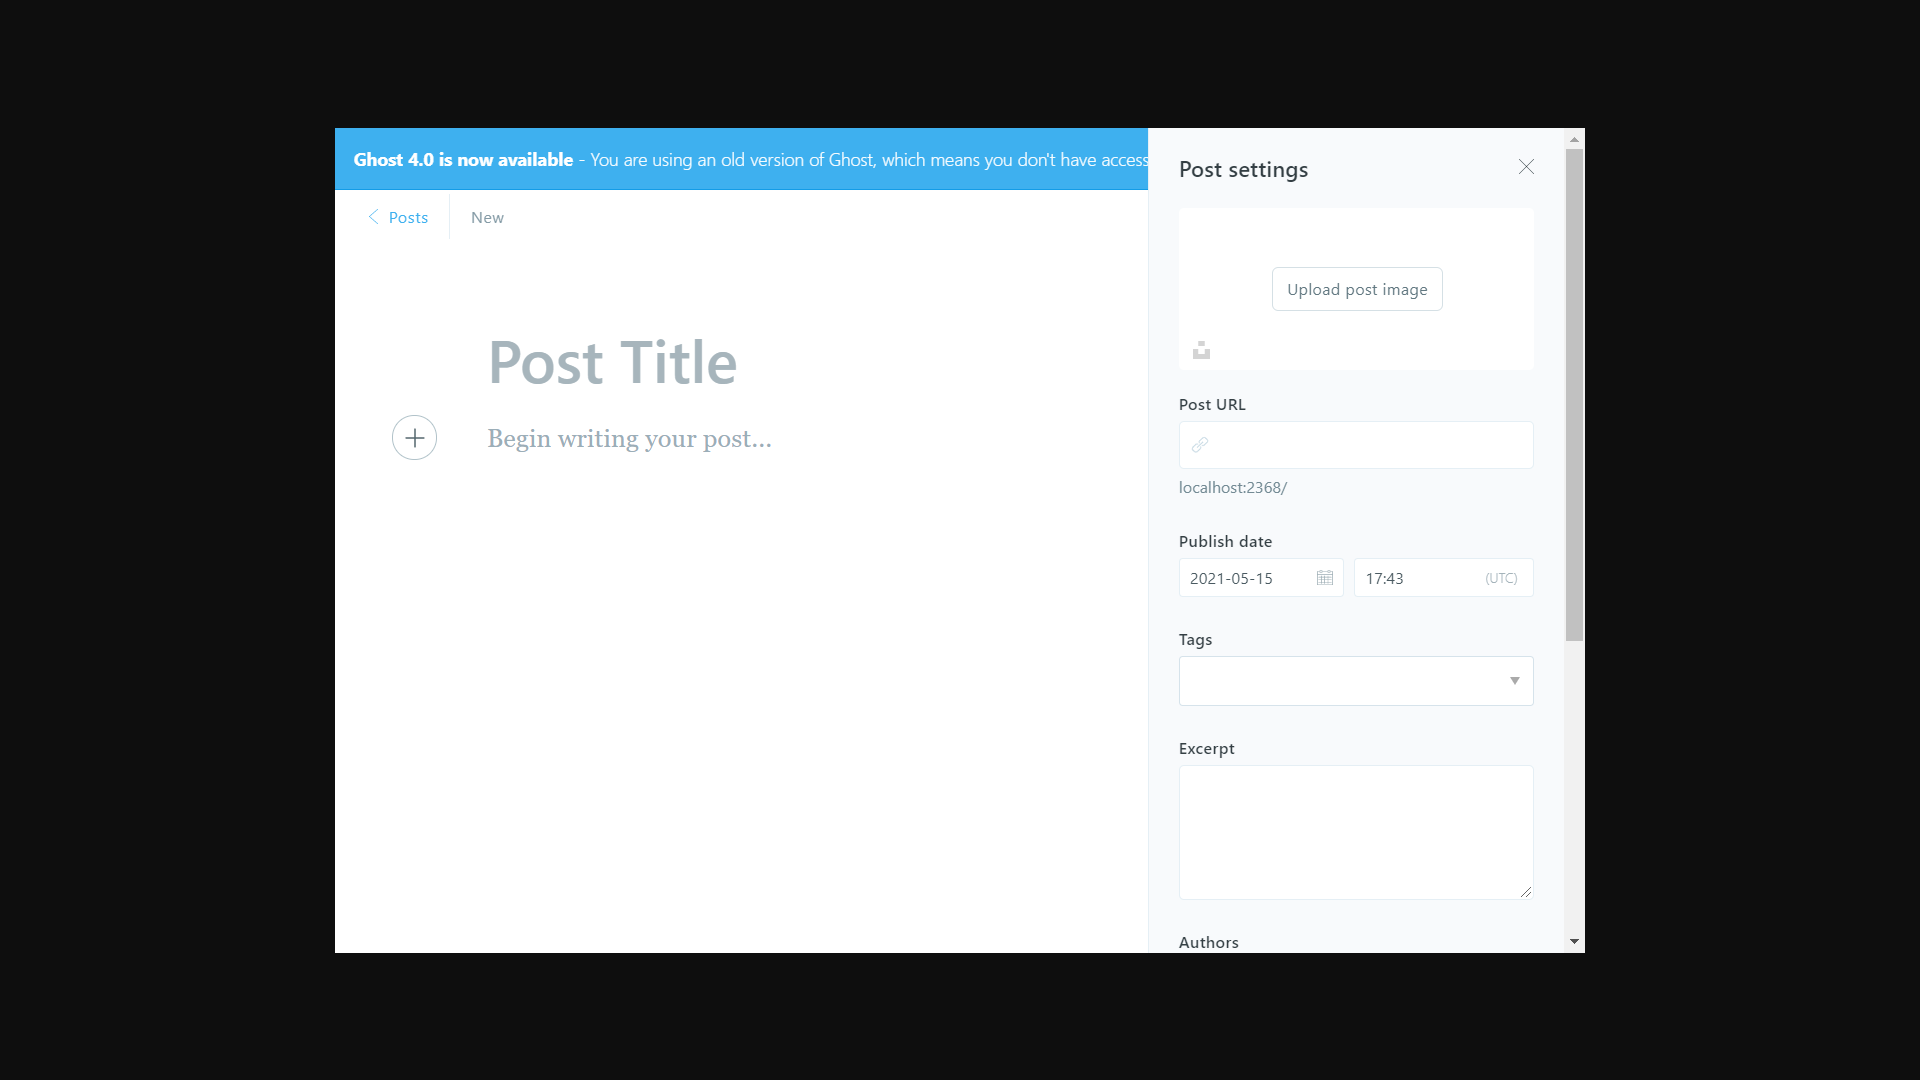 Ghost 4.0 is now available - You are using an old version of Ghost, which means you don't have access
Posts
New
Post Title
Begin writing your post...
Post settings
Upload post image
Post URL
localhost:2368/
Publish date
2021-05-15
17:43
(UTC)
Tags
Excerpt
Authors